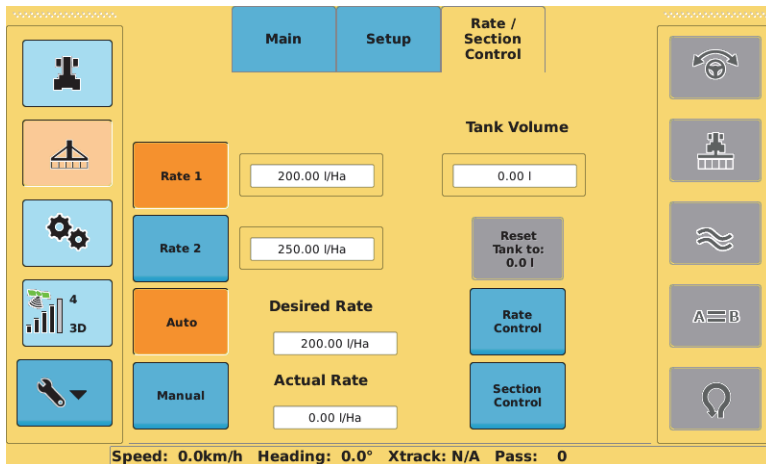 Main
Setup
Rate /
Section
Control
Tank Volume
Rate 1
200.00 l/Ha
0.00 l
Rate 2
250.00 l/Ha
Reset
Tank to:
0.0 l
4
3D
Auto
Desired Rate
200.00 l/Ha
Rate
Control
A B
Manual
Actual Rate
0.00 l/Ha
Section
Control
Speed: 0.0km/h Heading: 0.0° Xtrack: N/A Pass: 0